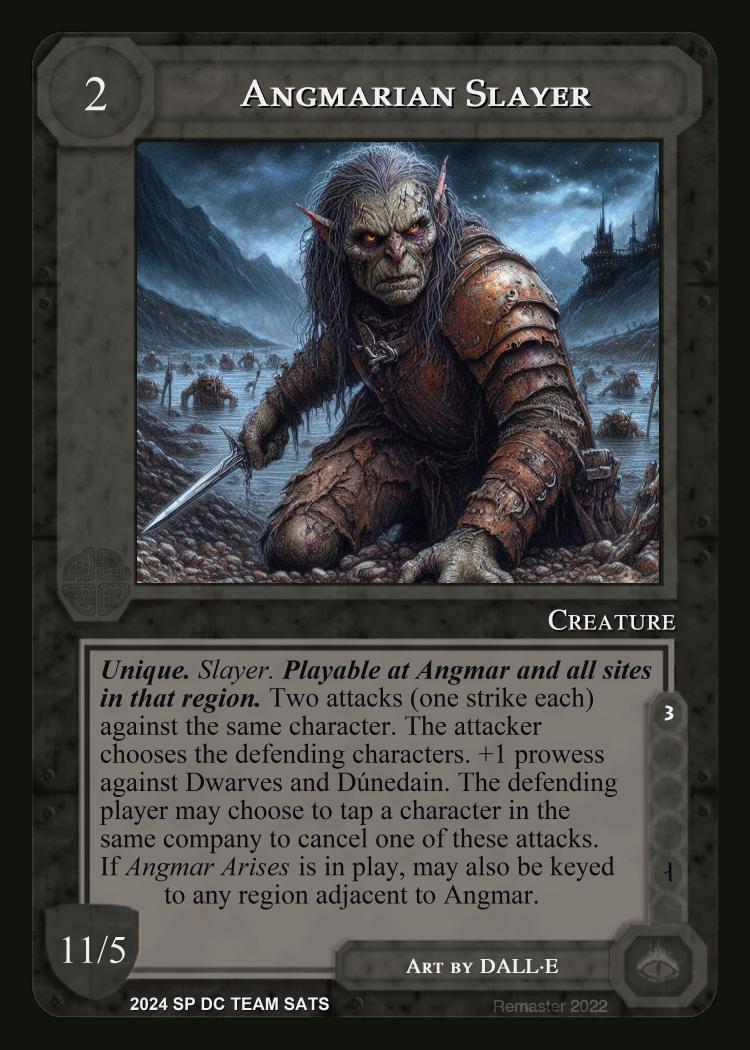 2
Angmarian Slayer
Creature
Unique. Slayer. Playable at Angmar and all sites
in that region. Two attacks (one strike each)
against the same character. The attacker
chooses the defending characters. +1 prowess
against Dwarves and Dúnedain. The defending
player may choose to tap a character in the
same company to cancel one of these attacks.
If Angmar Arises is in play, may also be keyed
to any region adjacent to Angmar.
3
11/5
Art by DALL·E
2024 SP DC TEAM SATS
Remaster 2022